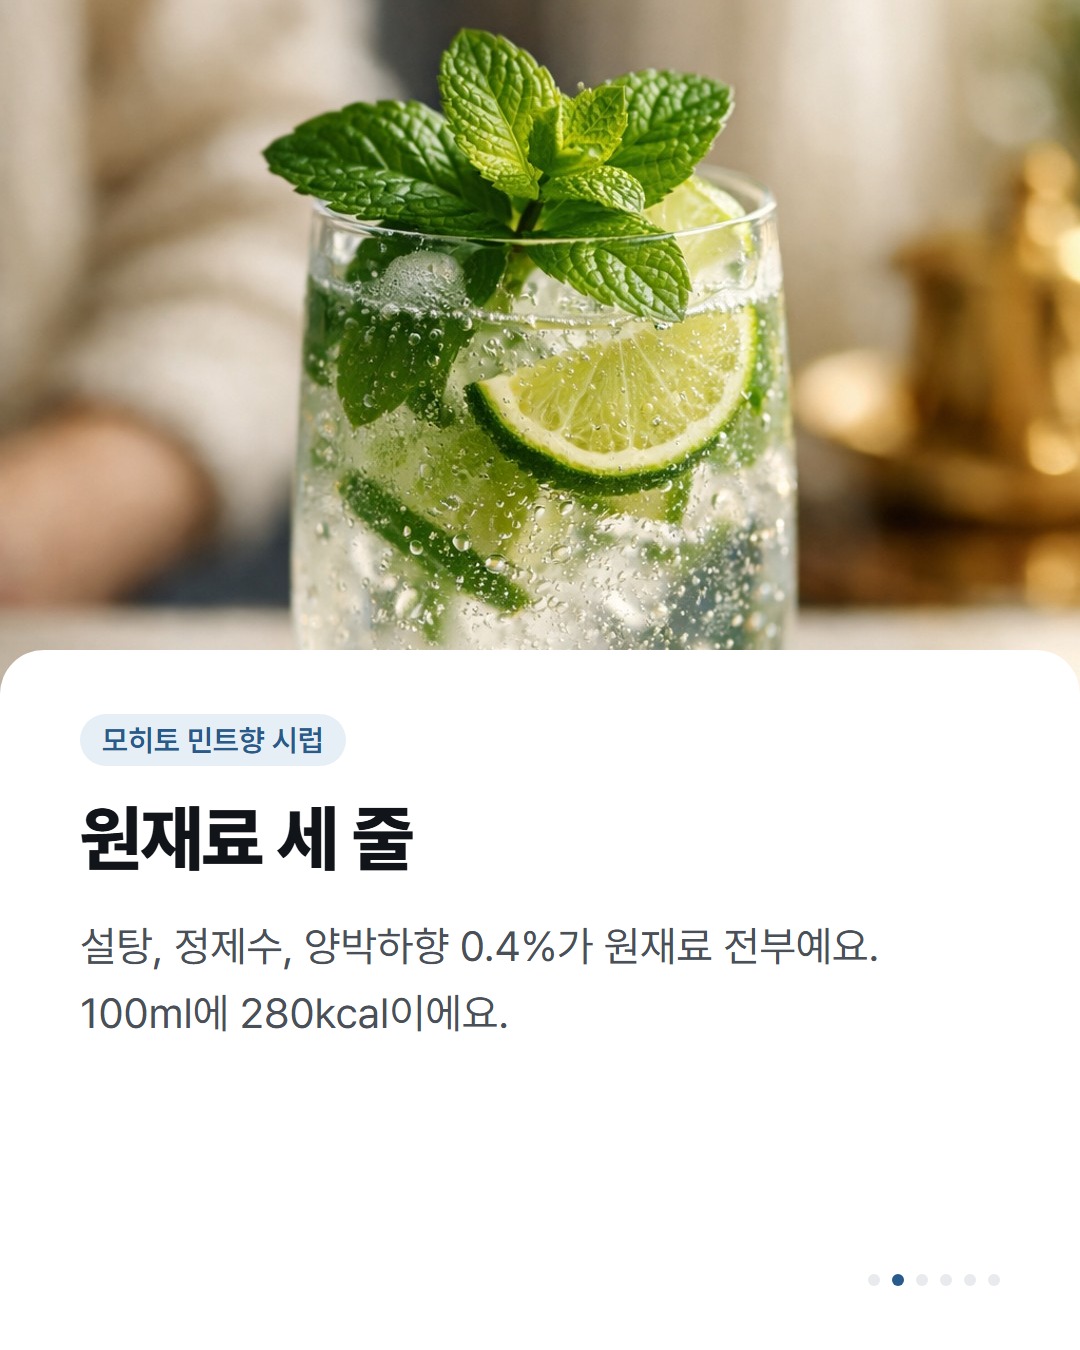 모히토 민트향 시럽
원재료 세 줄
설탕, 정제수, 양박하향 0.4%가 원재료 전부예요.
100ml에 280kcal이에요.